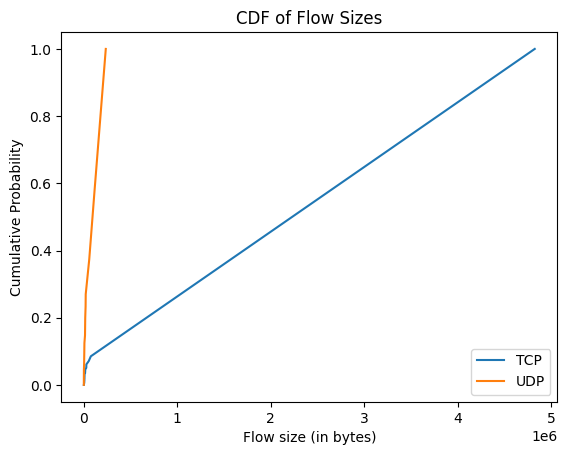 CDF of Flow Sizes
1.0
0.8
0.6
0.4
0.2
0.0
Cumulative Probability
TCP
UDP
0 1 2 3 4 5
1e6
Flow size (in bytes)